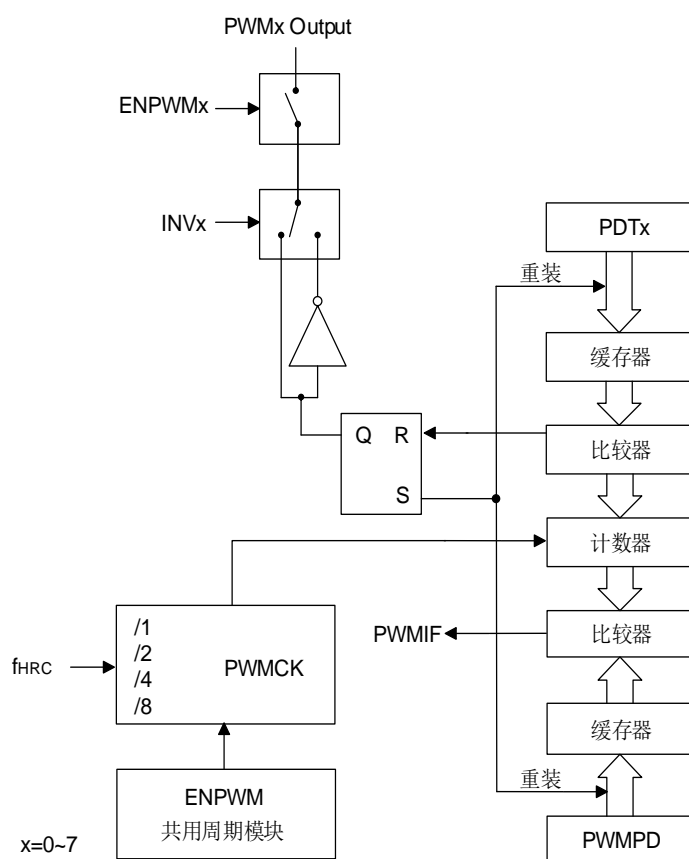 PWMx Output
ENPWMx
INVx
PDTx
重装
缓存器
Q R
S
比较器
计数器
PWMIF
比较器
fHRC
/1
/2
/4
/8
PWMCK
缓存器
重装
ENPWM
共用周期模块
PWMPD
x=0~7